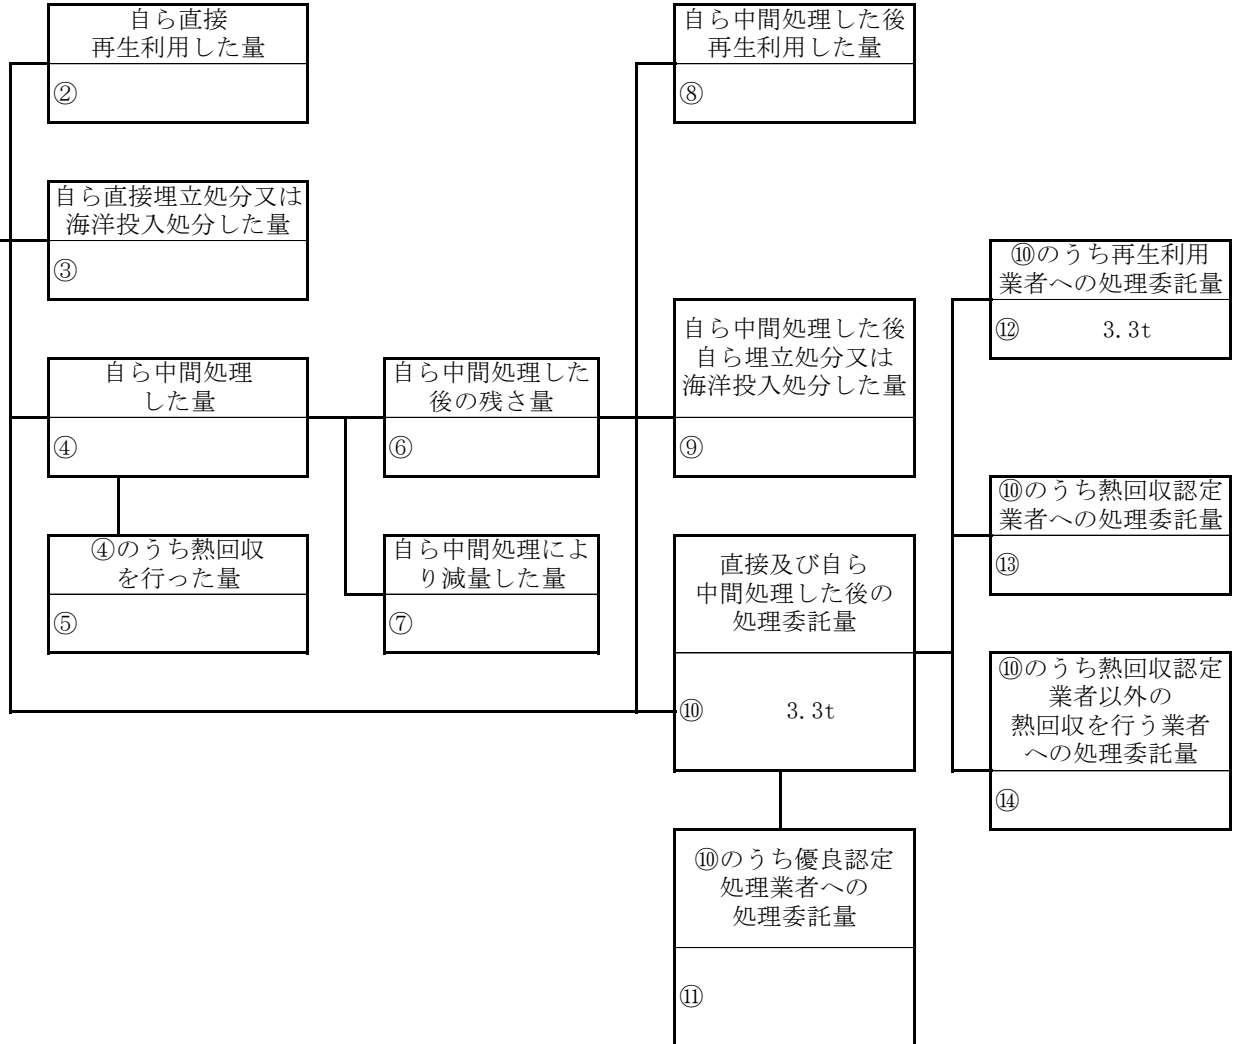 自ら直接
再生利用した量
②
自ら直接埋立処分又は
海洋投入処分した量
③
自ら中間処理
した量
④
④のうち熱回収
を行った量
⑤
自ら中間処理した
後の残さ量
⑥
自ら中間処理によ
り減量した量
⑦
自ら中間処理した後
再生利用した量
⑧
自ら中間処理した後
自ら埋立処分又は
海洋投入処分した量
⑨
直接及び自ら
中間処理した後の
処理委託量
⑩ 3.3t
⑩のうち優良認定
処理業者への
処理委託量
⑪
⑩のうち再生利用
業者への処理委託量
⑫ 3.3t
⑩のうち熱回収認定
業者への処理委託量
⑬
⑩のうち熱回収認定
業者以外の
熱回収を行う業者
への処理委託量
⑭